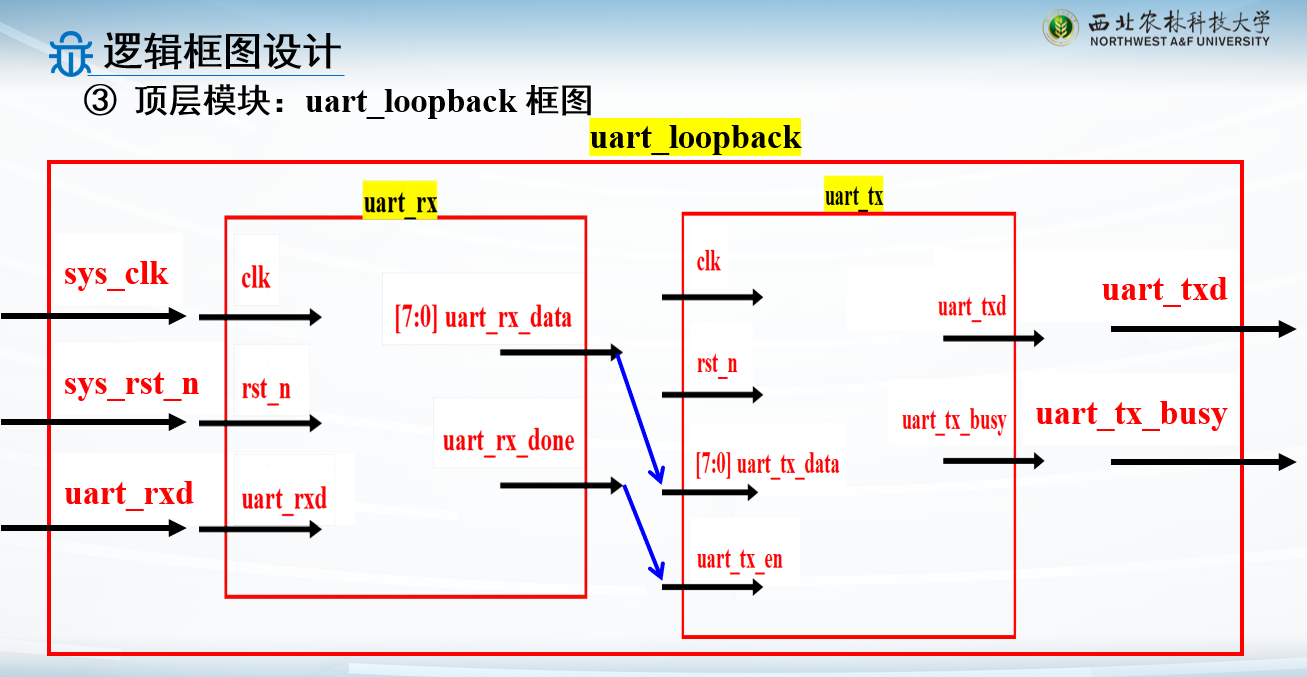 逻辑框图设计
西北农林科技大学
NORTHWEST A&F UNIVERSITY
③ 顶层模块：uart_loopback 框图
uart_loopback
uart_rx
uart_tx
sys_clk
clk
[7:0] uart_rx_data
clk
uart_txd
uart_txd
sys_rst_n
rst_n
uart_rx_done
rst_n
uart_tx_busy
uart_tx_busy
uart_rxd
uart_rxd
[7:0] uart_tx_data
uart_tx_en